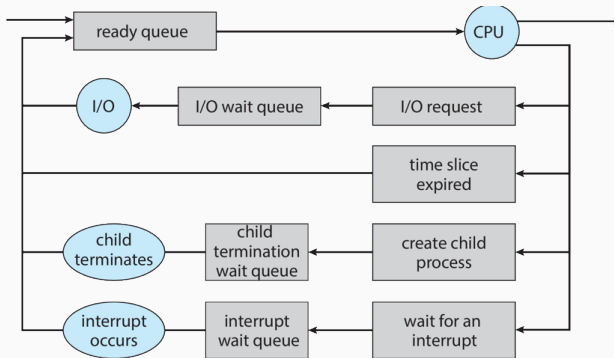 ready queue
CPU
I/O
I/O wait queue
I/O request
time slice
expired
child
terminates
child
termination
wait queue
create child
process
interrupt
occurs
interrupt
wait queue
wait for an
interrupt